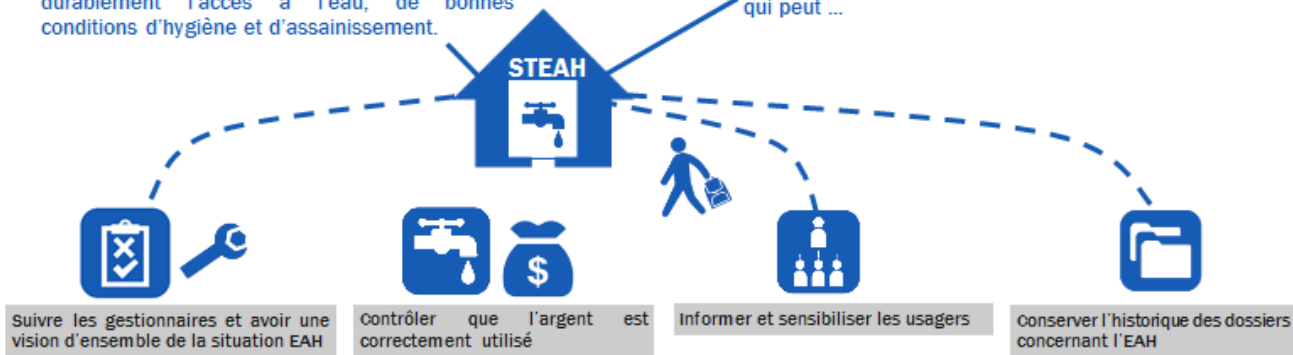 durablement l'accès à l'eau, de bonnes
conditions d'hygiène et d'assainissement.
qui peut ...
STEAH
$
Suivre les gestionnaires et avoir une
vision d'ensemble de la situation EAH
Contrôler que l'argent est
correctement utilisé
Informer et sensibiliser les usagers
Conserver l'historique des dossiers
concernant l'EAH